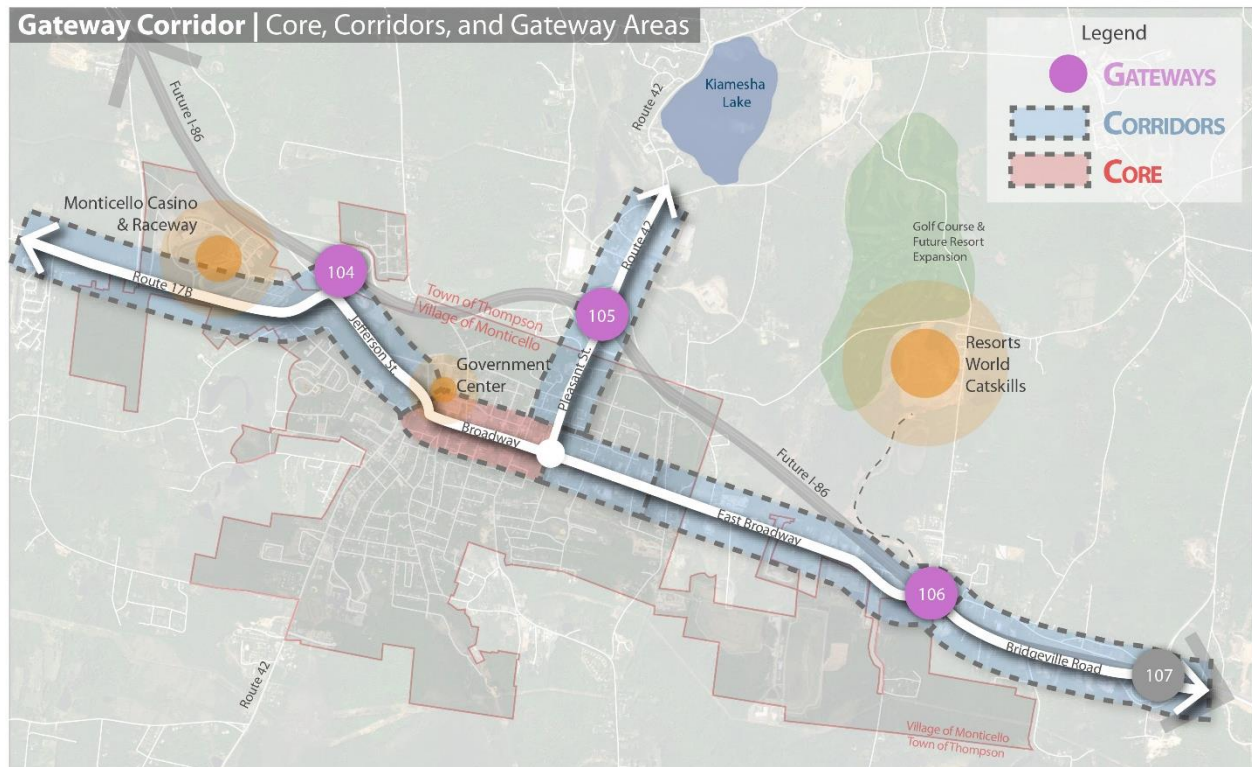 Gateway Corridor | Core, Corridors, and Gateway Areas
Legend
GATEWAYS
CORRIDORS
CORE
Future I-86
Route 42
Kiamesha
Lake
Monticello Casino
& Raceway
Route 17B
104
Jefferson St.
Town of Thompson
Village of Monticello
105
Route 42
Pleasant St.
Government
Center
Broadway
Golf Course &
Future Resort
Expansion
Resorts
World
Catskills
Future I-86
East Broadway
106
Bridgeville Road
107
Route 42
Village of Monticello
Town of Thompson